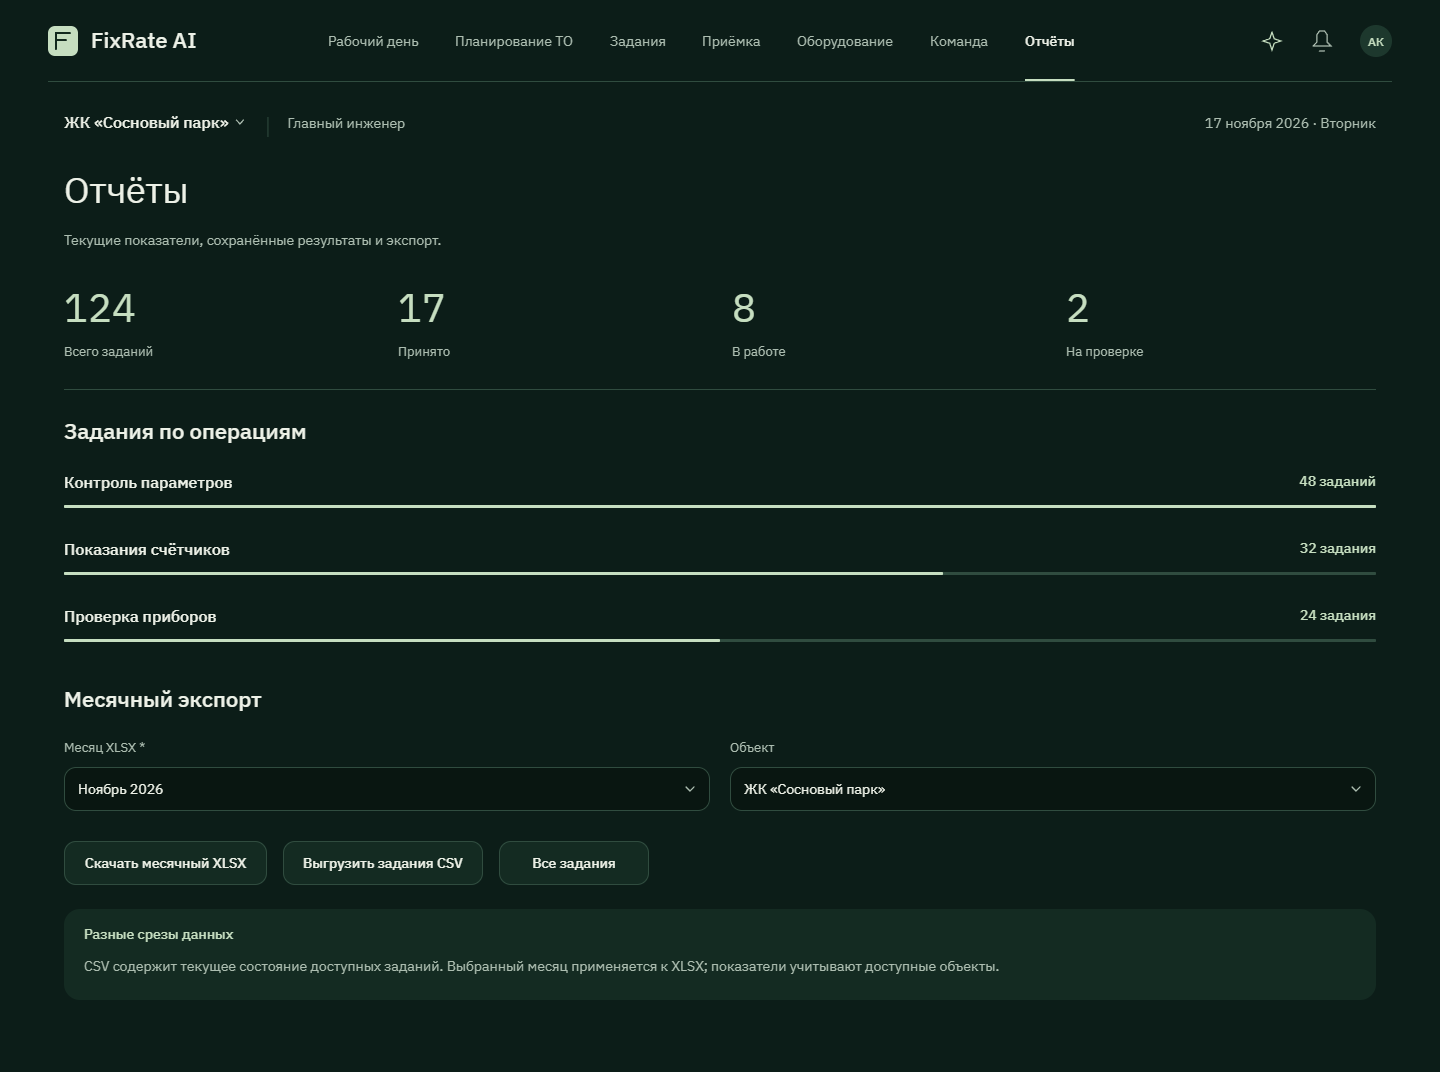 FixRate AI
Рабочий день
Планирование ТО
Задания
Приёмка
Оборудование
Команда
Отчёты
АК
ЖК «Сосновый парк»
Главный инженер
17 ноября 2026 · Вторник
Отчёты
Текущие показатели, сохранённые результаты и экспорт.
124
17
8
2
Всего заданий
Принято
В работе
На проверке
Задания по операциям
Контроль параметров
48 заданий
Показания счётчиков
32 задания
Проверка приборов
24 задания
Месячный экспорт
Месяц XLSX *
Объект
Ноябрь 2026
ЖК «Сосновый парк»
Скачать месячный XLSX
Выгрузить задания CSV
Все задания
Разные срезы данных
CSV содержит текущее состояние доступных заданий. Выбранный месяц применяется к XLSX; показатели учитывают доступные объекты.